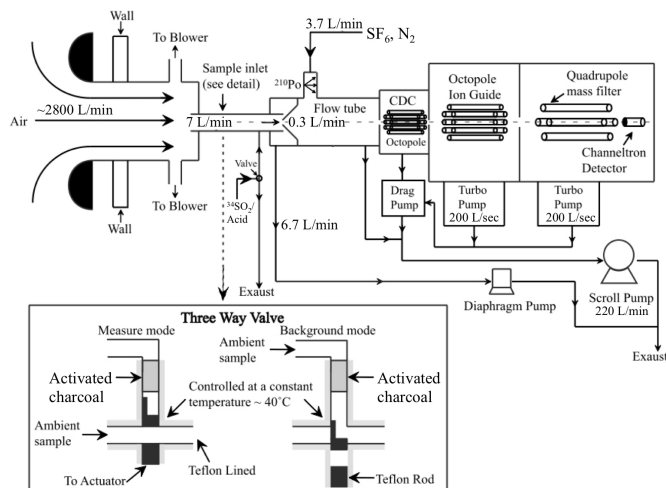 Wall
To Blower
3.7 L/min
SF₆, N₂
Sample inlet
(see detail)
²¹⁰Po
Flow tube
CDC
Octopole
Octopole
Ion Guide
Quadrupole
mass filter
Channeltron
Detector
~2800 L/min
Air
7 L/min
~0.3 L/min
Valve
³⁴SO₂/
Acid
Drag
Pump
Turbo
Pump
200 L/sec
Turbo
Pump
200 L/sec
To Blower
Wall
6.7 L/min
Exaust
Diaphragm Pump
Scroll Pump
220 L/min
Exaust
Three Way Valve
Measure mode
Background mode
Ambient
sample
Activated
charcoal
Activated
charcoal
Controlled at a constant
temperature ~ 40˚C
Ambient
sample
Teflon Lined
To Actuator
Teflon Rod